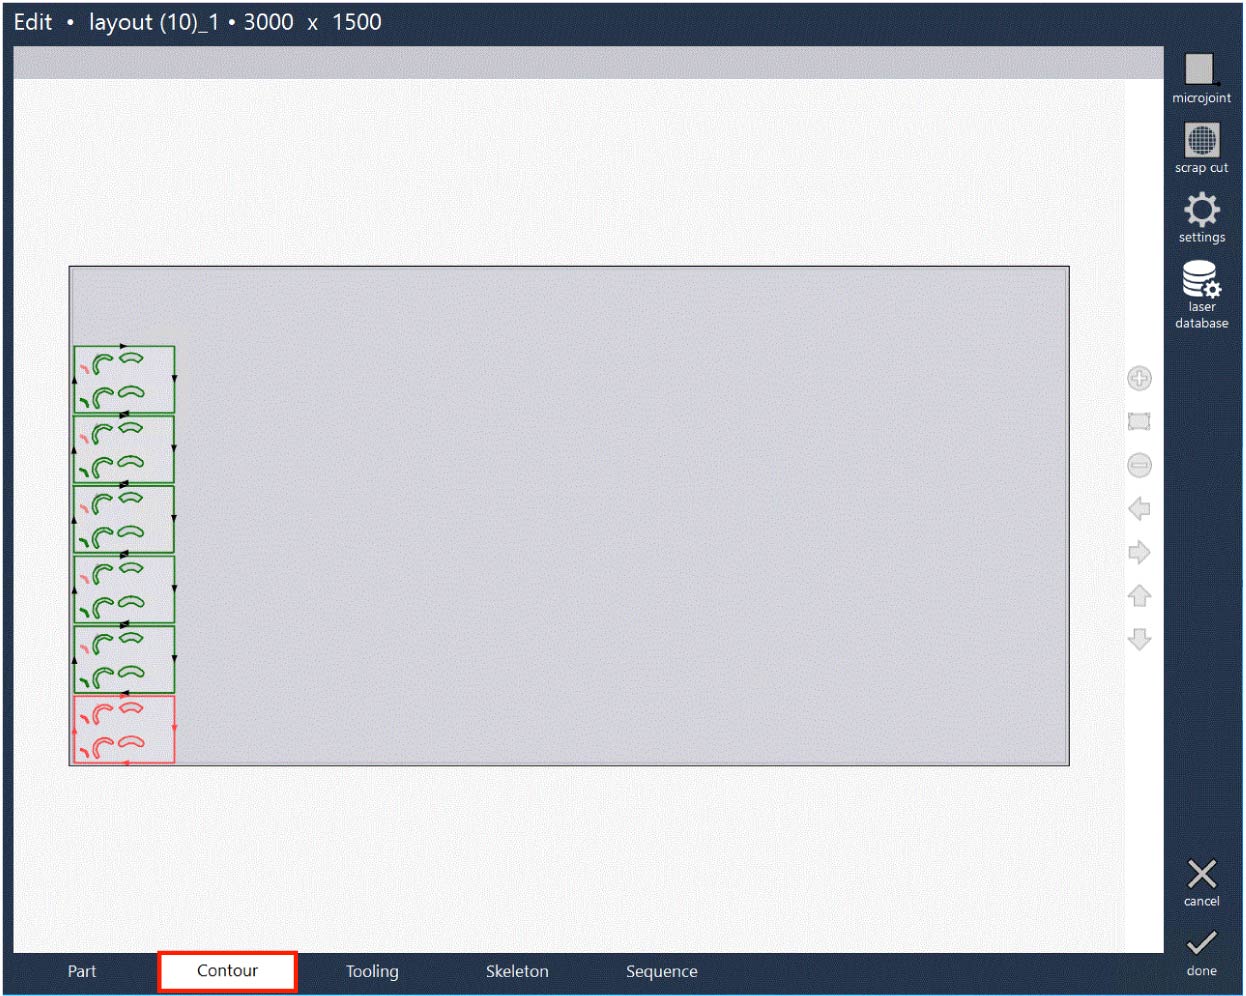 Edit • layout (10)_1 • 3000 x 1500
microjoint
scrap cut
settings
laser
database
cancel
done
Part Contour Tooling Skeleton Sequence